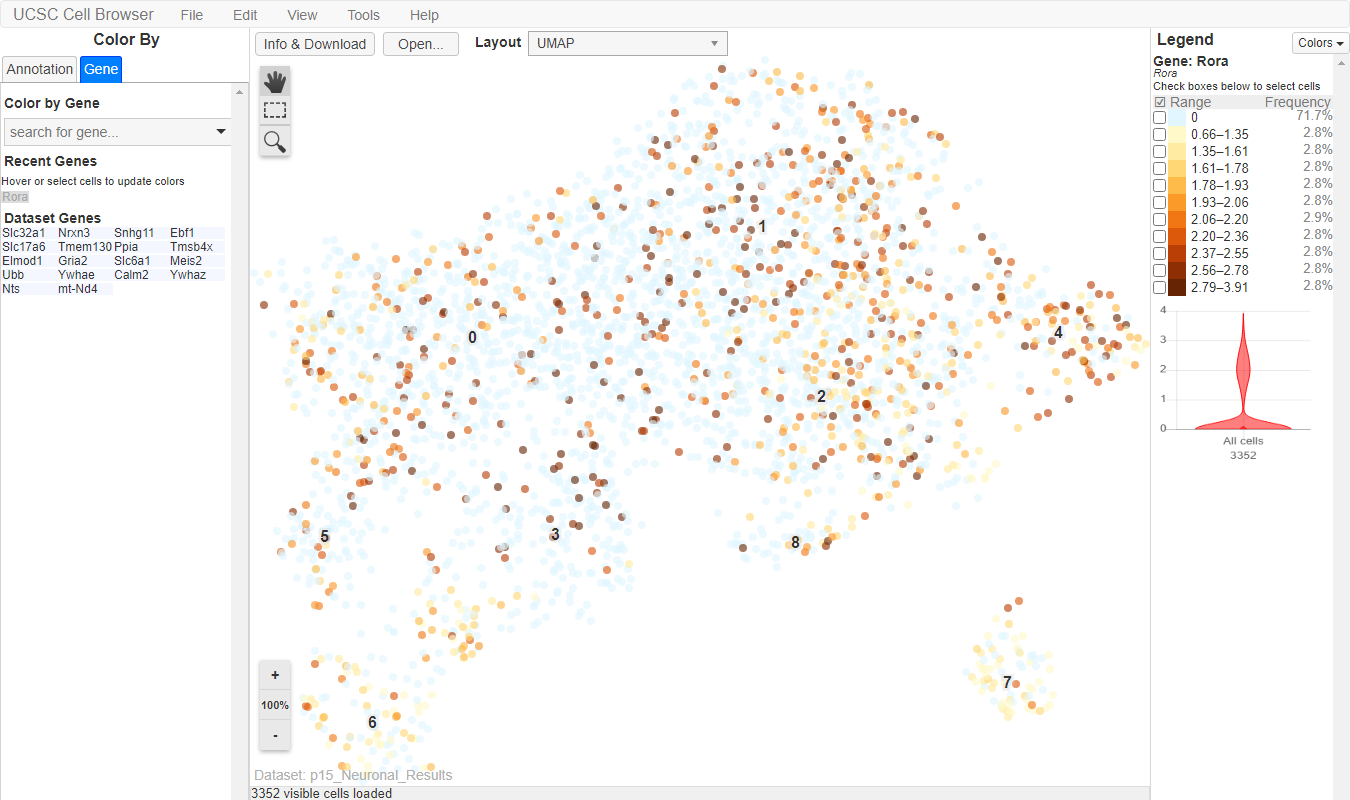 UCSC Cell Browser File Edit View Tools Help
Color By
Annotation Gene
Color by Gene
search for gene...
Recent Genes
Hover or select cells to update colors
Rora
Dataset Genes
Slc32a1 Nrxn3 Snhg11 Ebf1
Slc17a6 Tmem130 Ppia Tmsb4x
Elmod1 Gria2 Slc6a1 Meis2
Ubb Ywhae Calm2 Ywhaz
Nts mt-Nd4
Info & Download Open... Layout UMAP
1
0
4
2
5
3
8
7
6
+
100%
-
Dataset: p15_Neuronal_Results
3352 visible cells loaded
Legend Colors
Gene: Rora
Rora
Check boxes below to select cells
Range Frequency
0 71.7%
0.66–1.35 2.8%
1.35–1.61 2.8%
1.61–1.78 2.8%
1.78–1.93 2.8%
1.93–2.06 2.8%
2.06–2.20 2.9%
2.20–2.36 2.8%
2.37–2.55 2.8%
2.56–2.78 2.8%
2.79–3.91 2.8%
4
3
2
1
0
All cells
3352